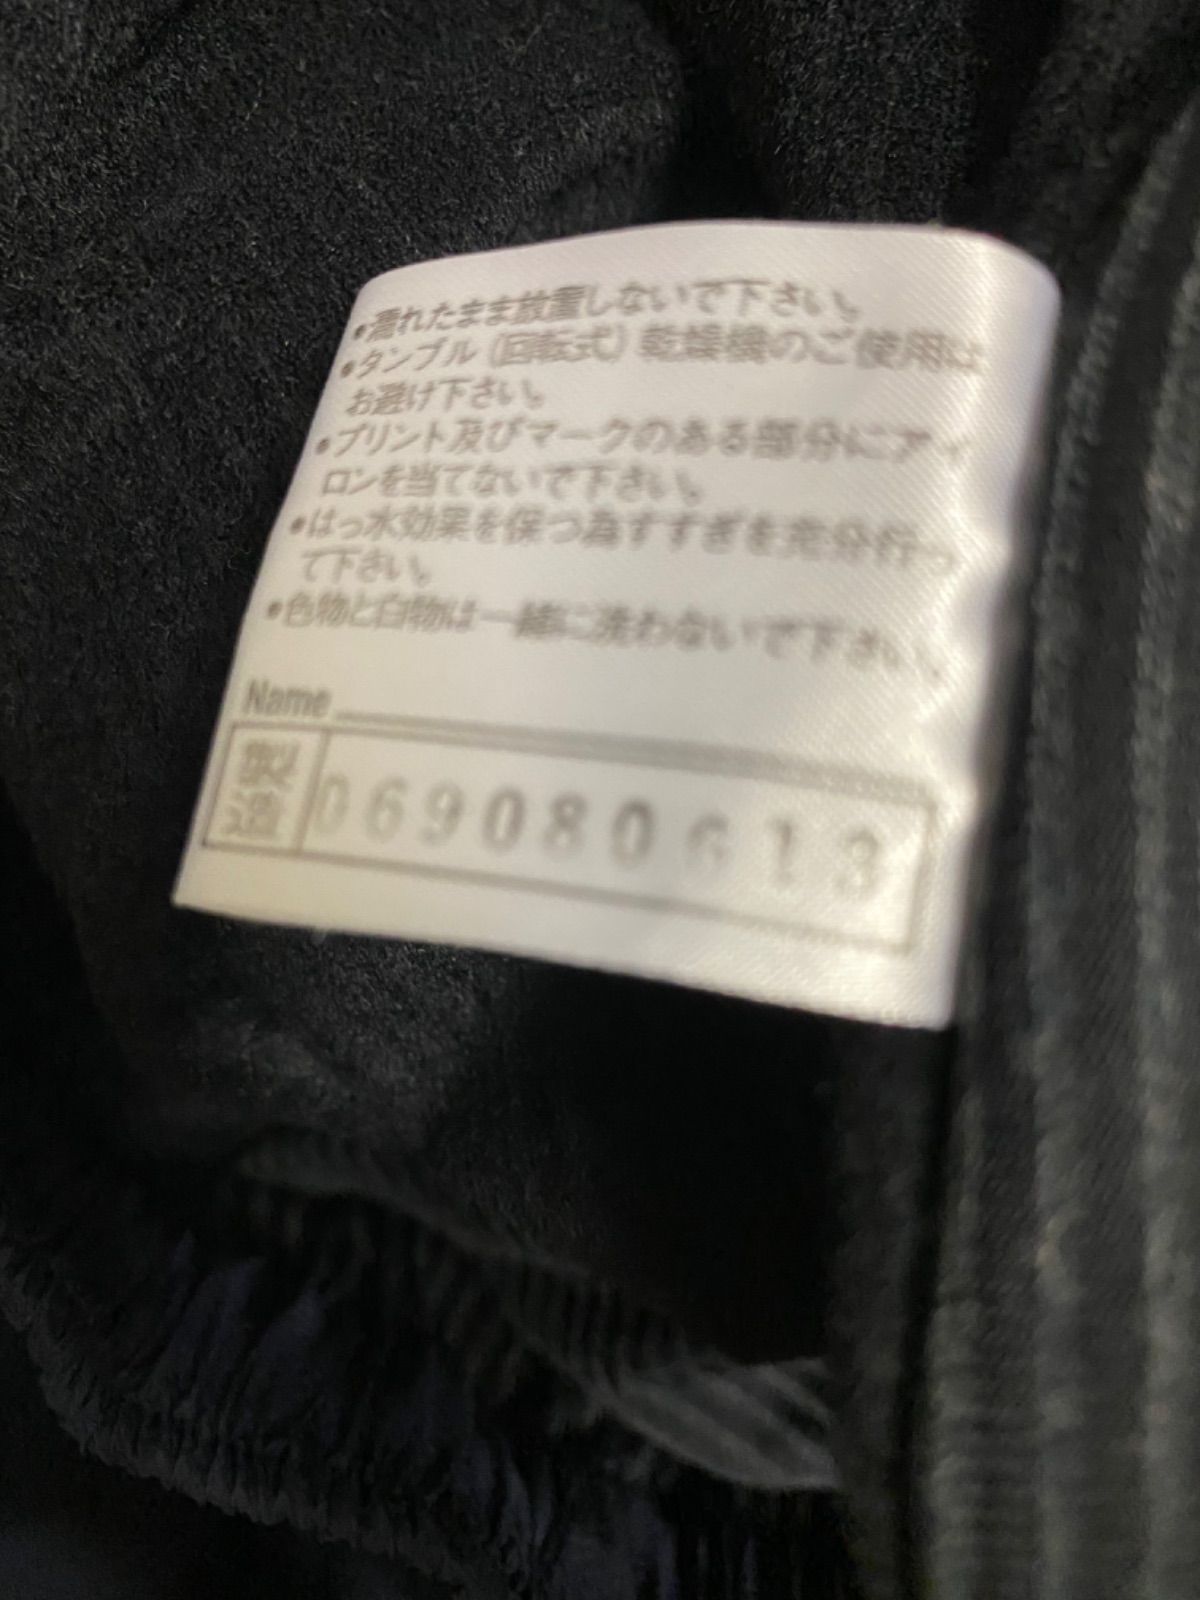 •濡れたまま放置しないで下さい。
•タンブル(回転式)乾燥機のご使用は
お避け下さい。
•プリント及びマークのある部分にアイ
ロンを当てないで下さい。
•はっ水効果を保つ為すすぎを充分行っ
て下さい。
•色物と白物は一緒に洗わないで下さい。
Name
製造 069080613